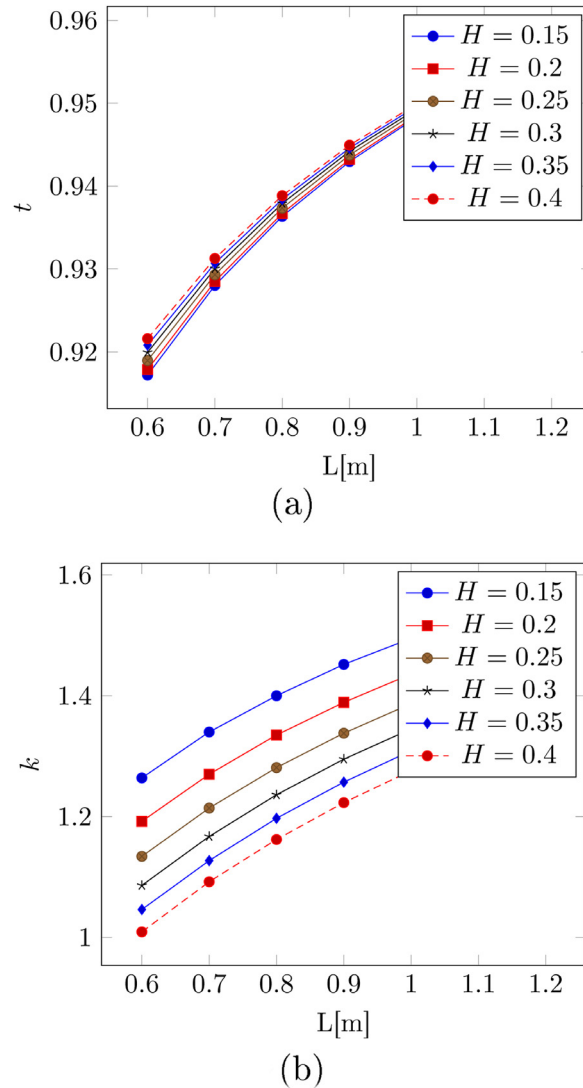 0.96
0.95
0.94
0.93
0.92
t
0.6 0.7 0.8 0.9 1 1.1 1.2
L[m]
H = 0.15
H = 0.2
H = 0.25
H = 0.3
H = 0.35
H = 0.4
(a)
1.6
1.4
1.2
1
k
0.6 0.7 0.8 0.9 1 1.1 1.2
L[m]
H = 0.15
H = 0.2
H = 0.25
H = 0.3
H = 0.35
H = 0.4
(b)